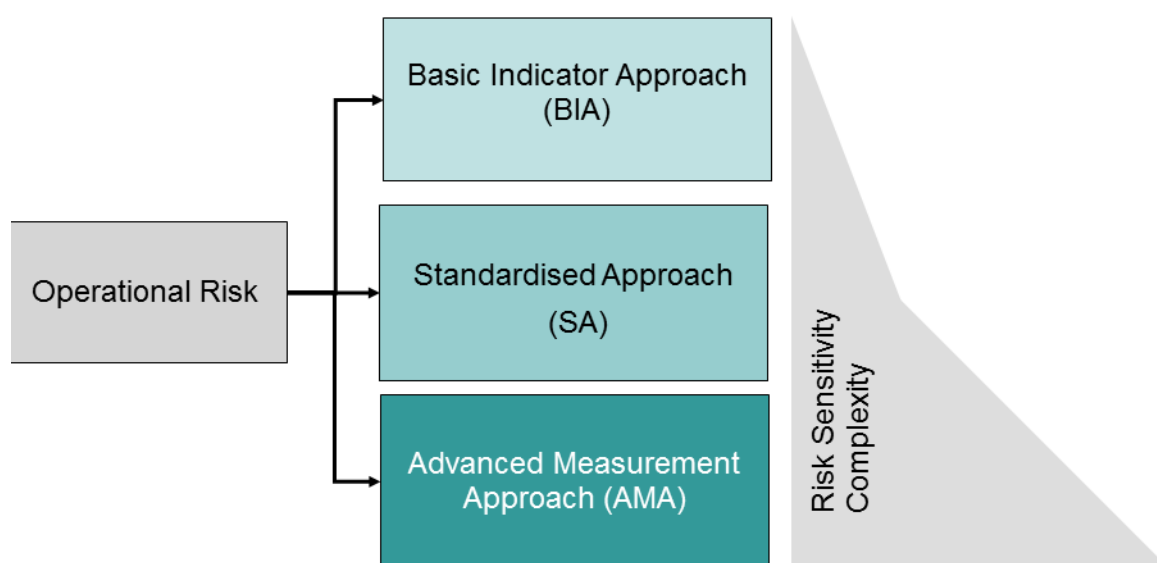 Operational Risk
Basic Indicator Approach
(BIA)
Standardised Approach
(SA)
Advanced Measurement
Approach (AMA)
Risk Sensitivity
Complexity